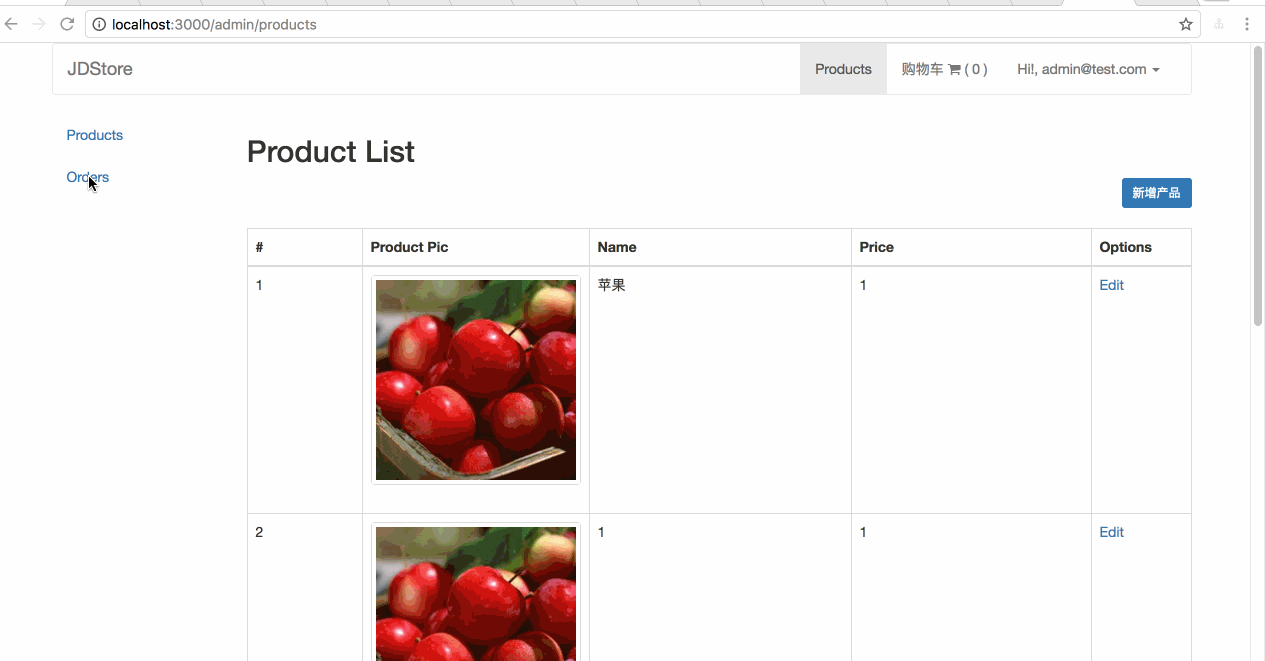 localhost:3000/admin/products
JDStore
Products
购物车 ( 0 )
Hi!, admin@test.com
Products
Orders
Product List
新增产品
# Product Pic Name Price Options
1 苹果 1 Edit
2 1 1 Edit